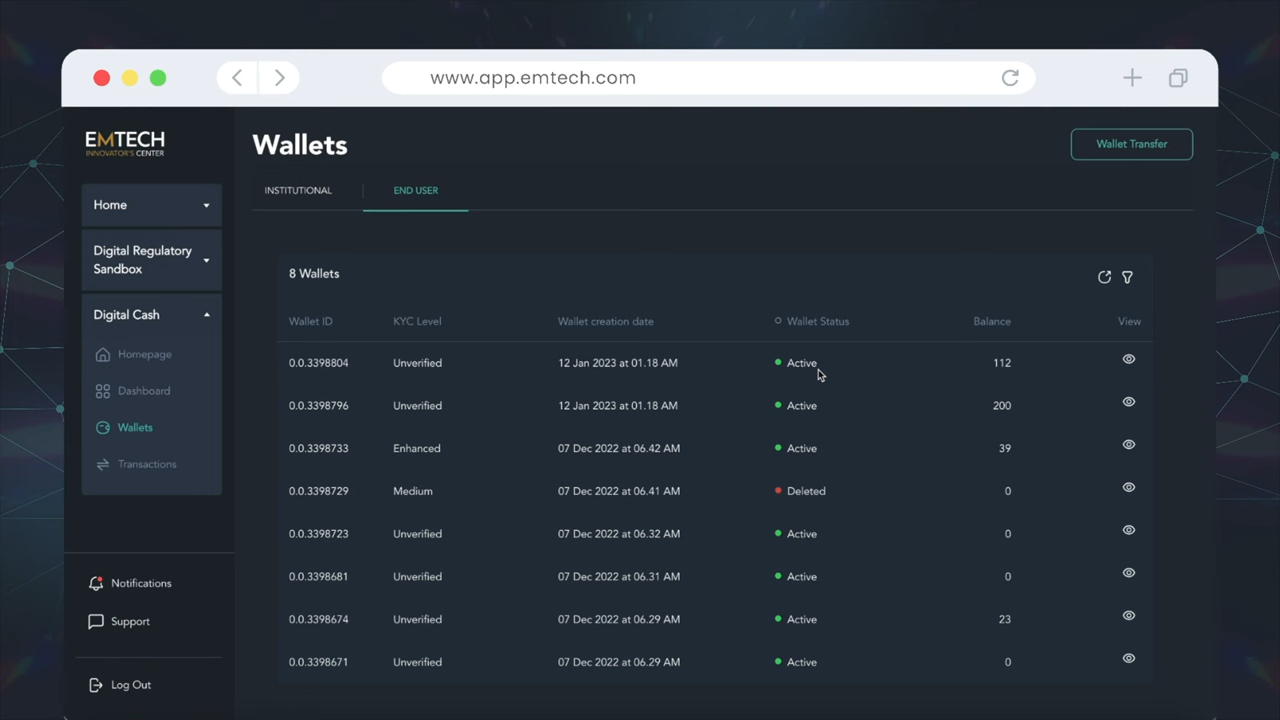 www.app.emtech.com
EMTECH
INNOVATOR'S CENTER
Home
Digital Regulatory
Sandbox
Digital Cash
Homepage
Dashboard
Wallets
Transactions
Notifications
Support
Log Out
Wallets
Wallet Transfer
INSTITUTIONAL
END USER
8 Wallets
Wallet ID KYC Level Wallet creation date Wallet Status Balance View
0.0.3398804 Unverified 12 Jan 2023 at 01.18 AM Active 112
0.0.3398796 Unverified 12 Jan 2023 at 01.18 AM Active 200
0.0.3398733 Enhanced 07 Dec 2022 at 06.42 AM Active 39
0.0.3398729 Medium 07 Dec 2022 at 06.41 AM Deleted 0
0.0.3398723 Unverified 07 Dec 2022 at 06.32 AM Active 0
0.0.3398681 Unverified 07 Dec 2022 at 06.31 AM Active 0
0.0.3398674 Unverified 07 Dec 2022 at 06.29 AM Active 23
0.0.3398671 Unverified 07 Dec 2022 at 06.29 AM Active 0